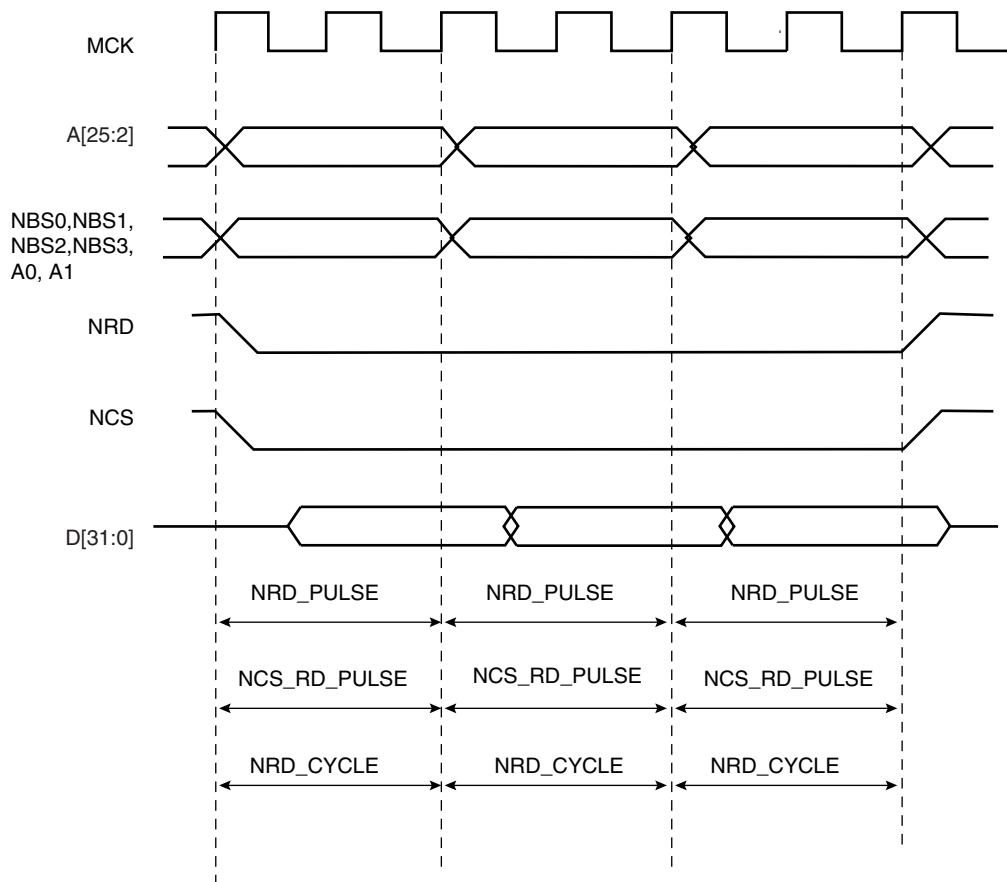 MCK
A[25:2]
NBS0,NBS1,
NBS2,NBS3,
A0, A1
NRD
NCS
D[31:0]
NRD_PULSE NRD_PULSE NRD_PULSE
NCS_RD_PULSE NCS_RD_PULSE NCS_RD_PULSE
NRD_CYCLE NRD_CYCLE NRD_CYCLE